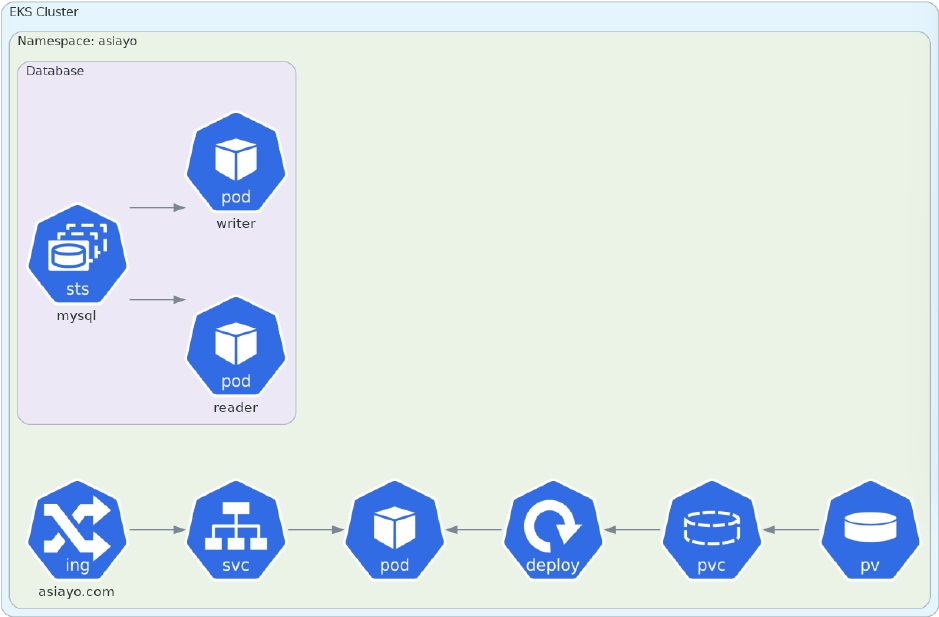 EKS Cluster
Namespace: asiayo
Database
pod
writer
sts
mysql
pod
reader
ing
asiayo.com
svc
pod
deploy
pvc
pv